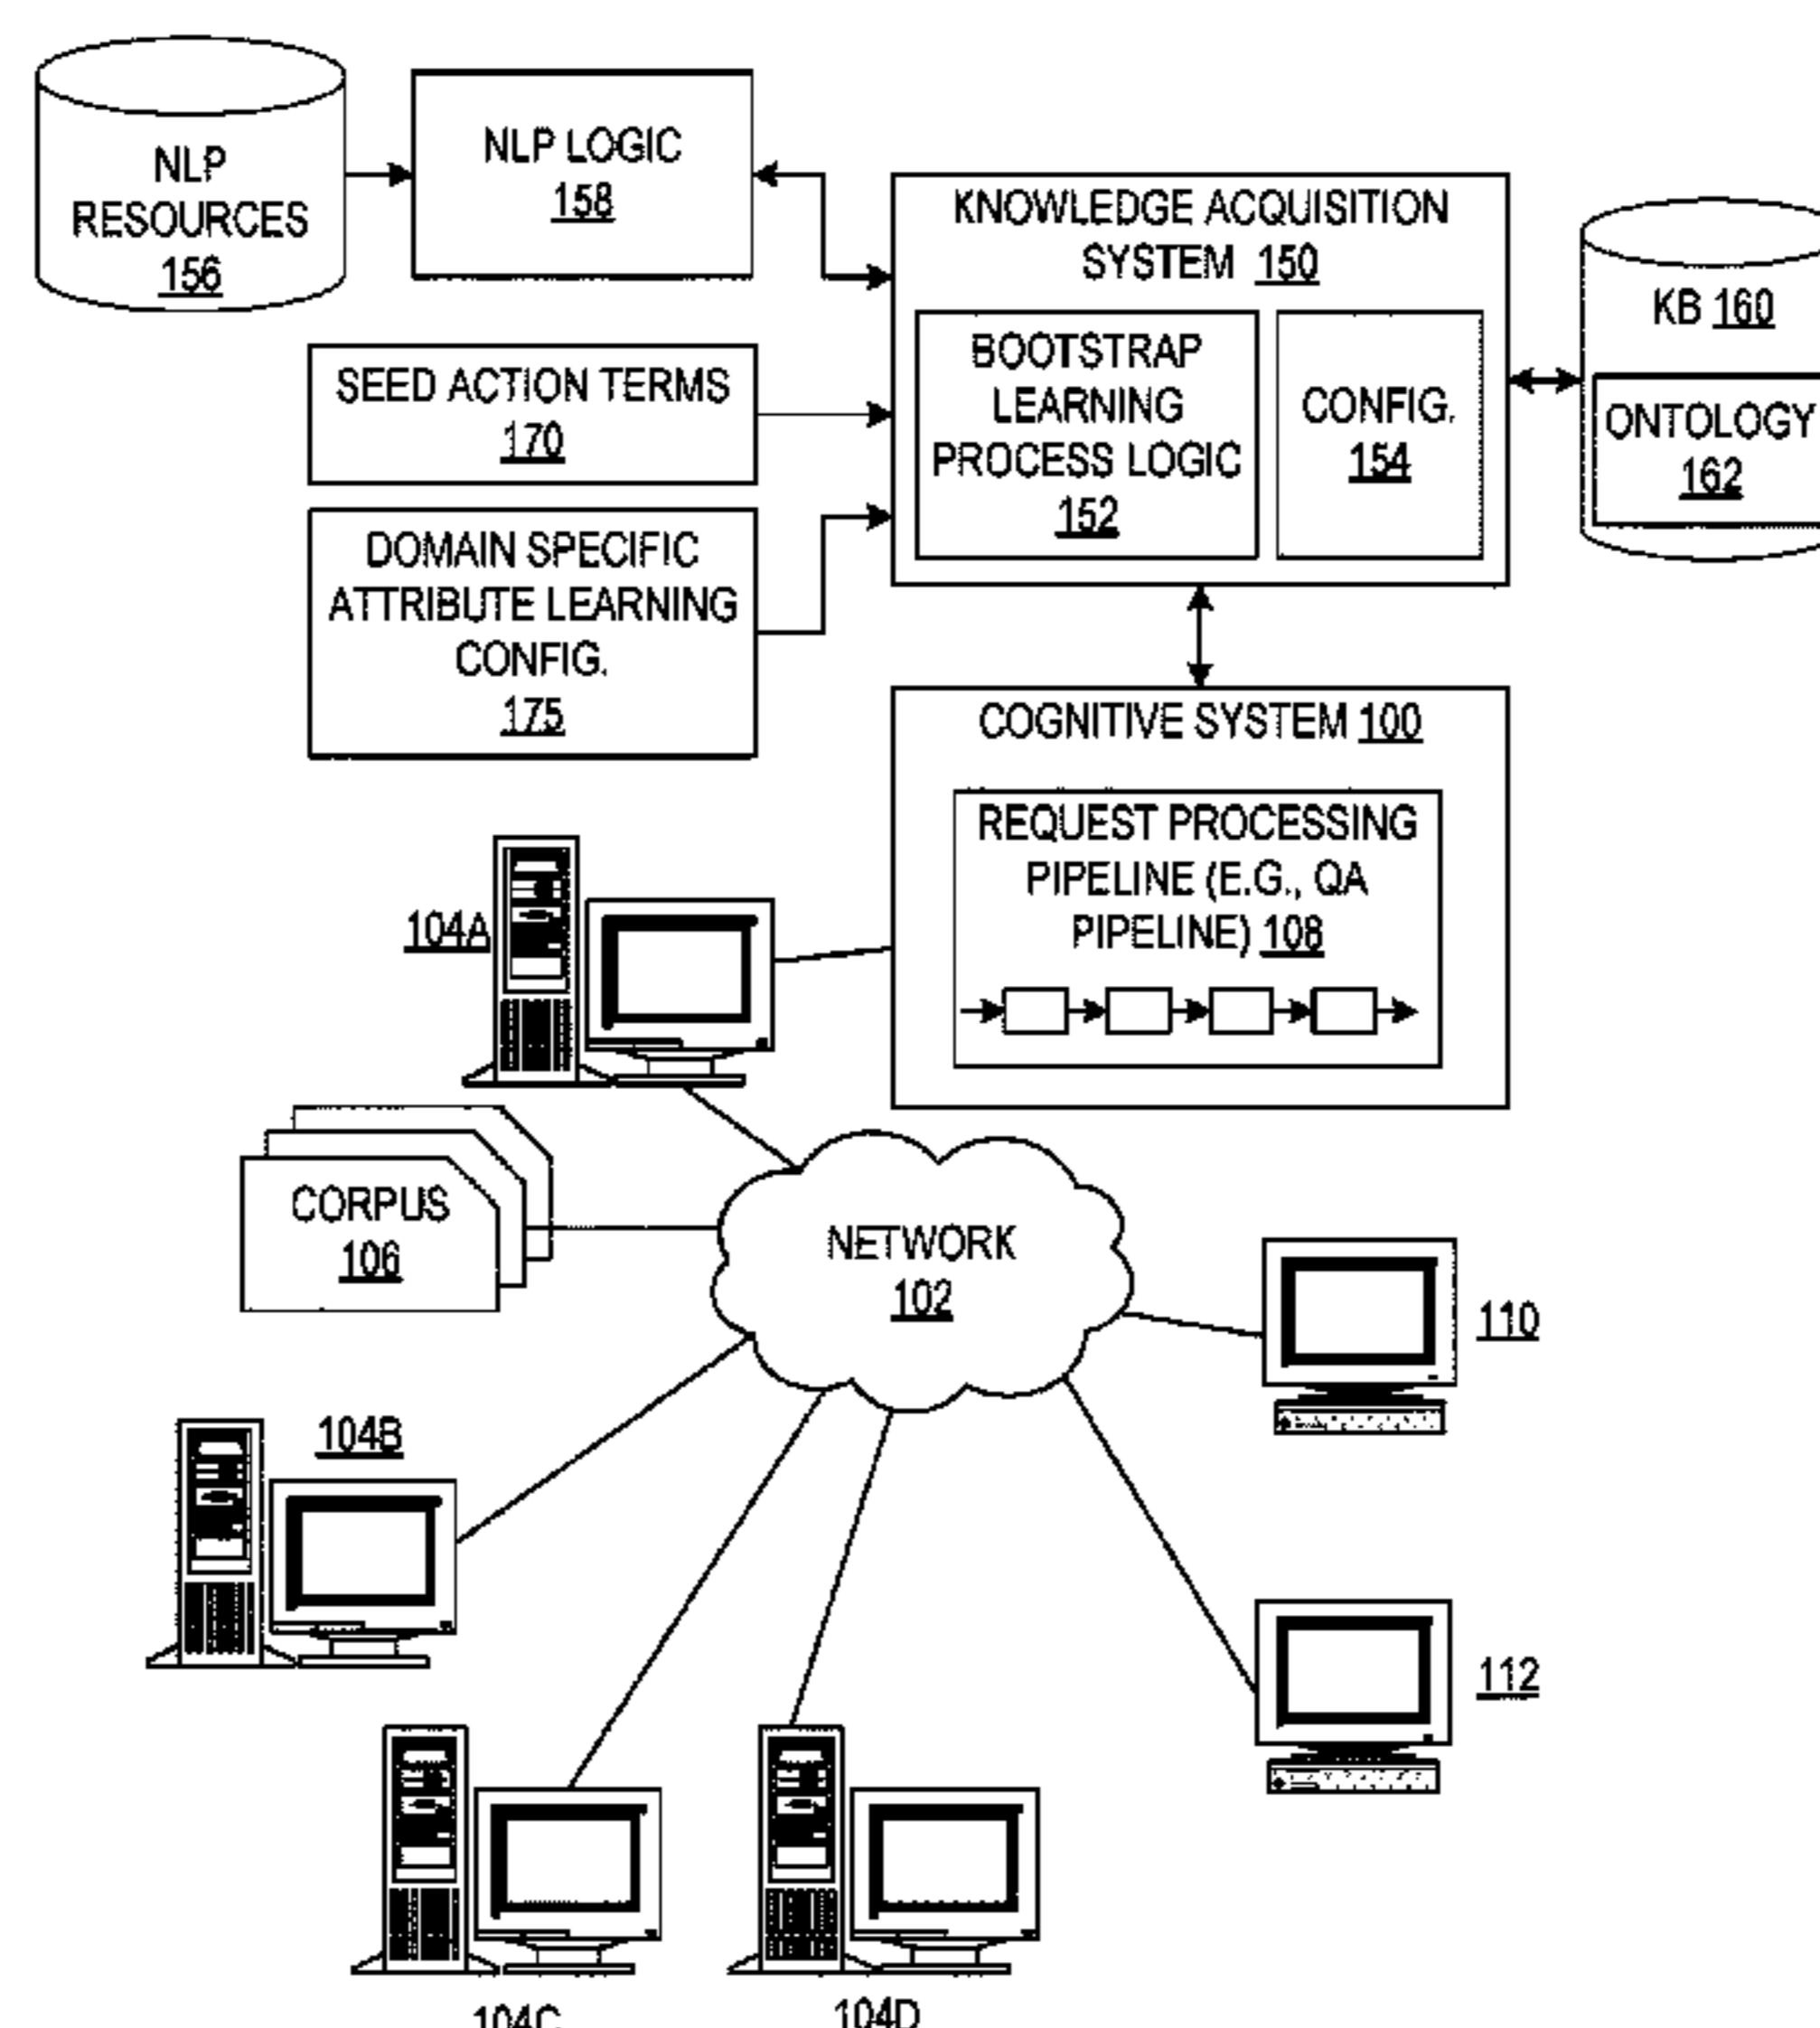 NLP
RESOURCES
156
NLP LOGIC
158
KNOWLEDGE ACQUISITION
SYSTEM 150
BOOTSTRAP
LEARNING
PROCESS LOGIC
152
CONFIG.
154
KB 160
ONTOLOGY
162
SEED ACTION TERMS
170
DOMAIN SPECIFIC
ATTRIBUTE LEARNING
CONFIG.
175
COGNITIVE SYSTEM 100
REQUEST PROCESSING
PIPELINE (E.G., QA
PIPELINE) 108
104A
CORPUS
106
NETWORK
102
110
104B
112
104C
104D